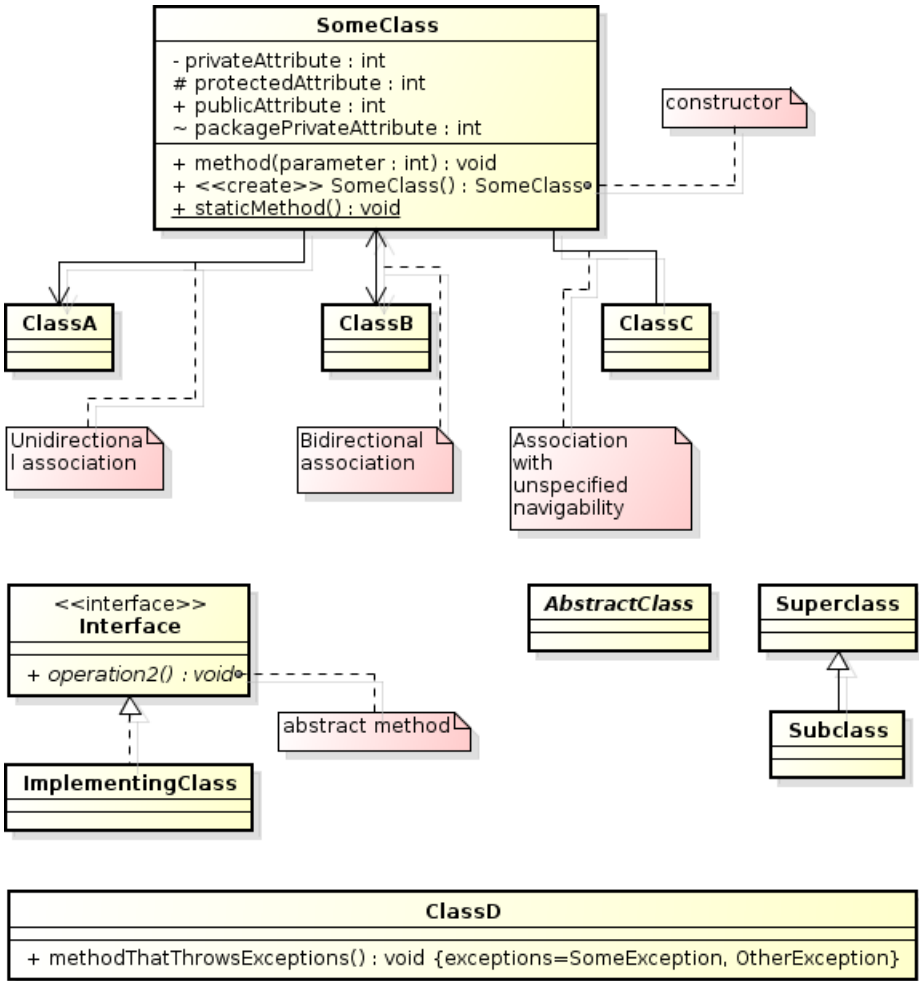 SomeClass
- privateAttribute : int
# protectedAttribute : int
+ publicAttribute : int
~ packagePrivateAttribute : int
+ method(parameter : int) : void
+ <<create>> SomeClass() : SomeClass
+ staticMethod() : void
constructor
ClassA
ClassB
ClassC
Unidirectiona
l association
Bidirectional
association
Association
with
unspecified
navigability
<<interface>>
Interface
+ operation2() : void
abstract method
ImplementingClass
AbstractClass
Superclass
Subclass
ClassD
+ methodThatThrowsExceptions() : void {exceptions=SomeException, OtherException}